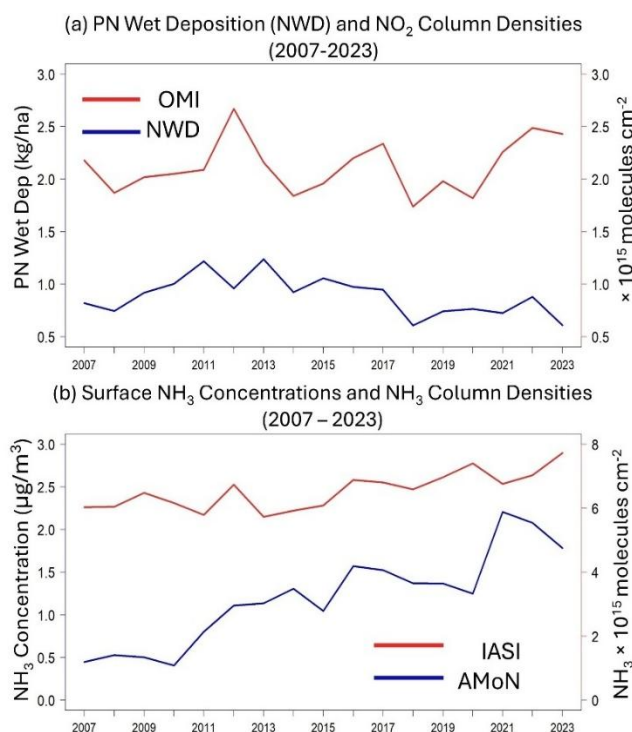 (a) PN Wet Deposition (NWD) and NO₂ Column Densities
(2007-2023)
OMI
NWD
PN Wet Dep (kg/ha)
3.0
2.5
2.0
1.5
1.0
0.5
3.0
2.5
2.0
1.5
1.0
0.5
× 10¹⁵ molecules cm⁻²
2007 2009 2011 2013 2015 2017 2019 2021 2023
(b) Surface NH₃ Concentrations and NH₃ Column Densities
(2007 – 2023)
NH₃ Concentration (µg/m³)
3.0
2.5
2.0
1.5
1.0
0.5
0.0
8
6
4
2
0
NH₃ × 10¹⁵ molecules cm⁻²
IASI
AMoN
2007 2009 2011 2013 2015 2017 2019 2021 2023